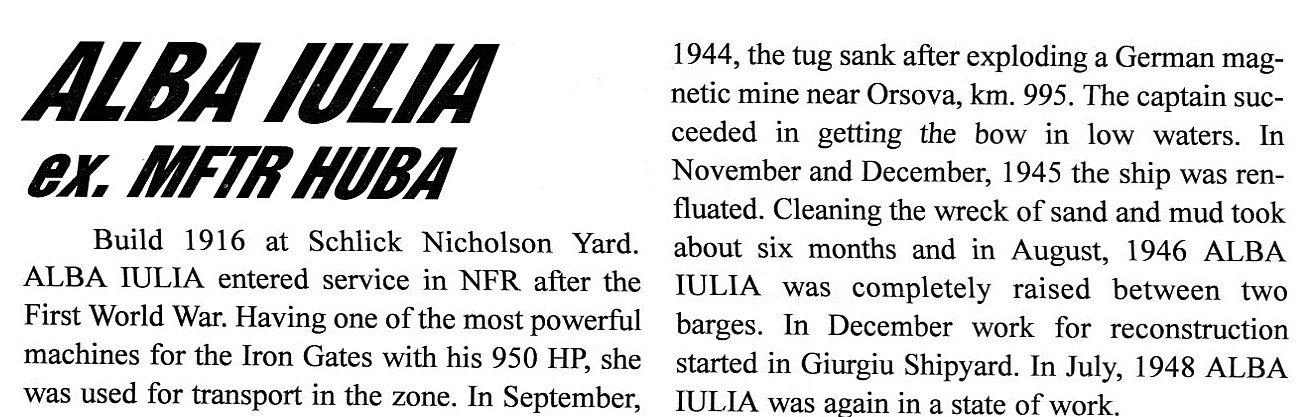 ALBA IULIA
ex. MFTR HUBA
Build 1916 at Schlick Nicholson Yard.
ALBA IULIA entered service in NFR after the
First World War. Having one of the most powerful
machines for the Iron Gates with his 950 HP, she
was used for transport in the zone. In September,
1944, the tug sank after exploding a German mag-
netic mine near Orsova, km. 995. The captain suc-
ceeded in getting the bow in low waters. In
November and December, 1945 the ship was ren-
fluated. Cleaning the wreck of sand and mud took
about six months and in August, 1946 ALBA
IULIA was completely raised between two
barges. In December work for reconstruction
started in Giurgiu Shipyard. In July, 1948 ALBA
IULIA was again in a state of work.